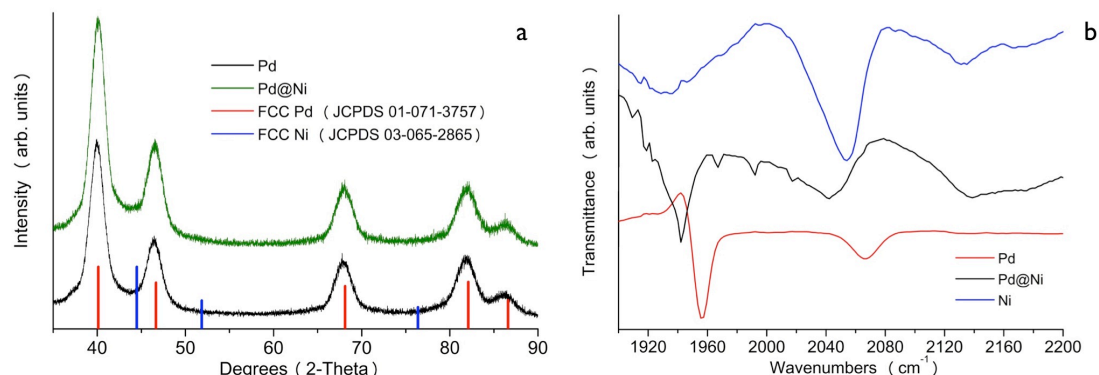 a
Intensity ( arb. units)
Pd
Pd@Ni
FCC Pd ( JCPDS 01-071-3757)
FCC Ni ( JCPDS 03-065-2865)
40 50 60 70 80 90
Degrees (2-Theta)
b
Transmittance ( arb. units)
Pd
Pd@Ni
Ni
1920 1960 2000 2040 2080 2120 2160 2200
Wavenumbers (cm-1)